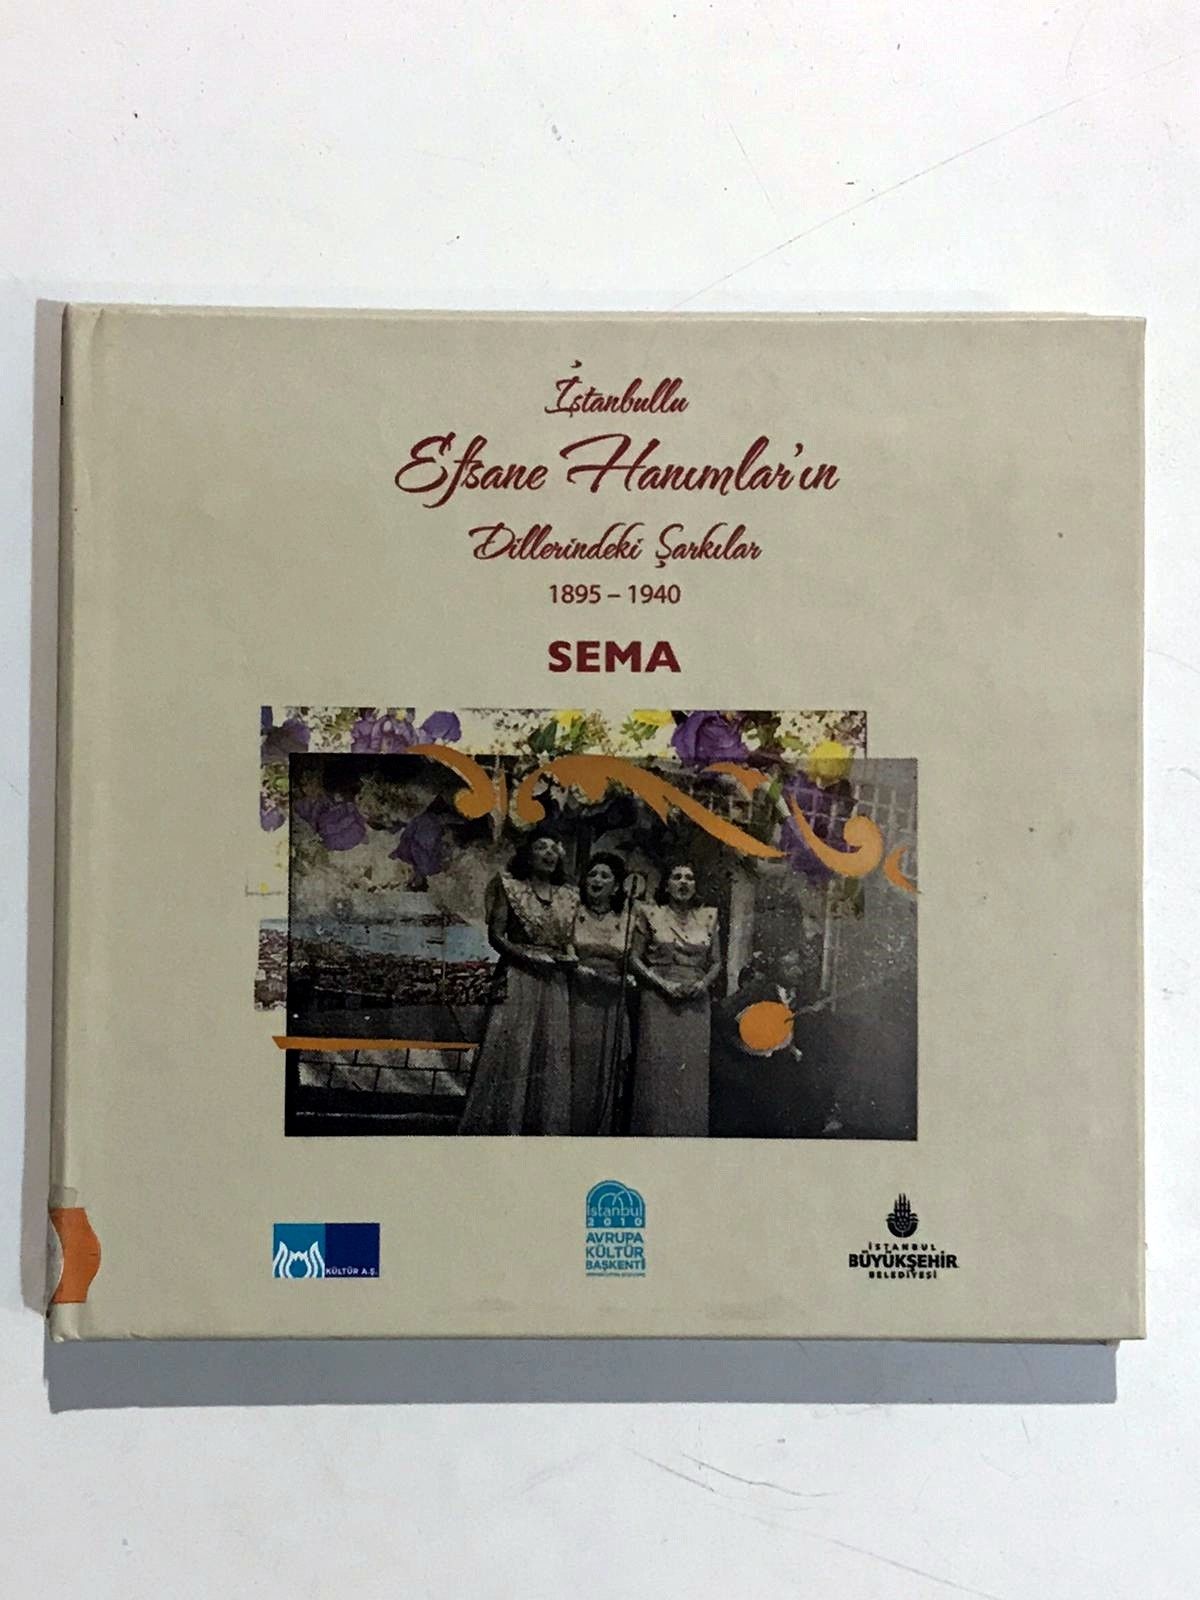 İstanbullu
Efsane Hanımlar'ın
Dillerindeki Şarkılar
1895 – 1940
SEMA
KÜLTÜR A.Ş.
İstanbul
2010
AVRUPA
KÜLTÜR
BAŞKENTİ
İSTANBUL
BÜYÜKŞEHİR
BELEDİYESİ